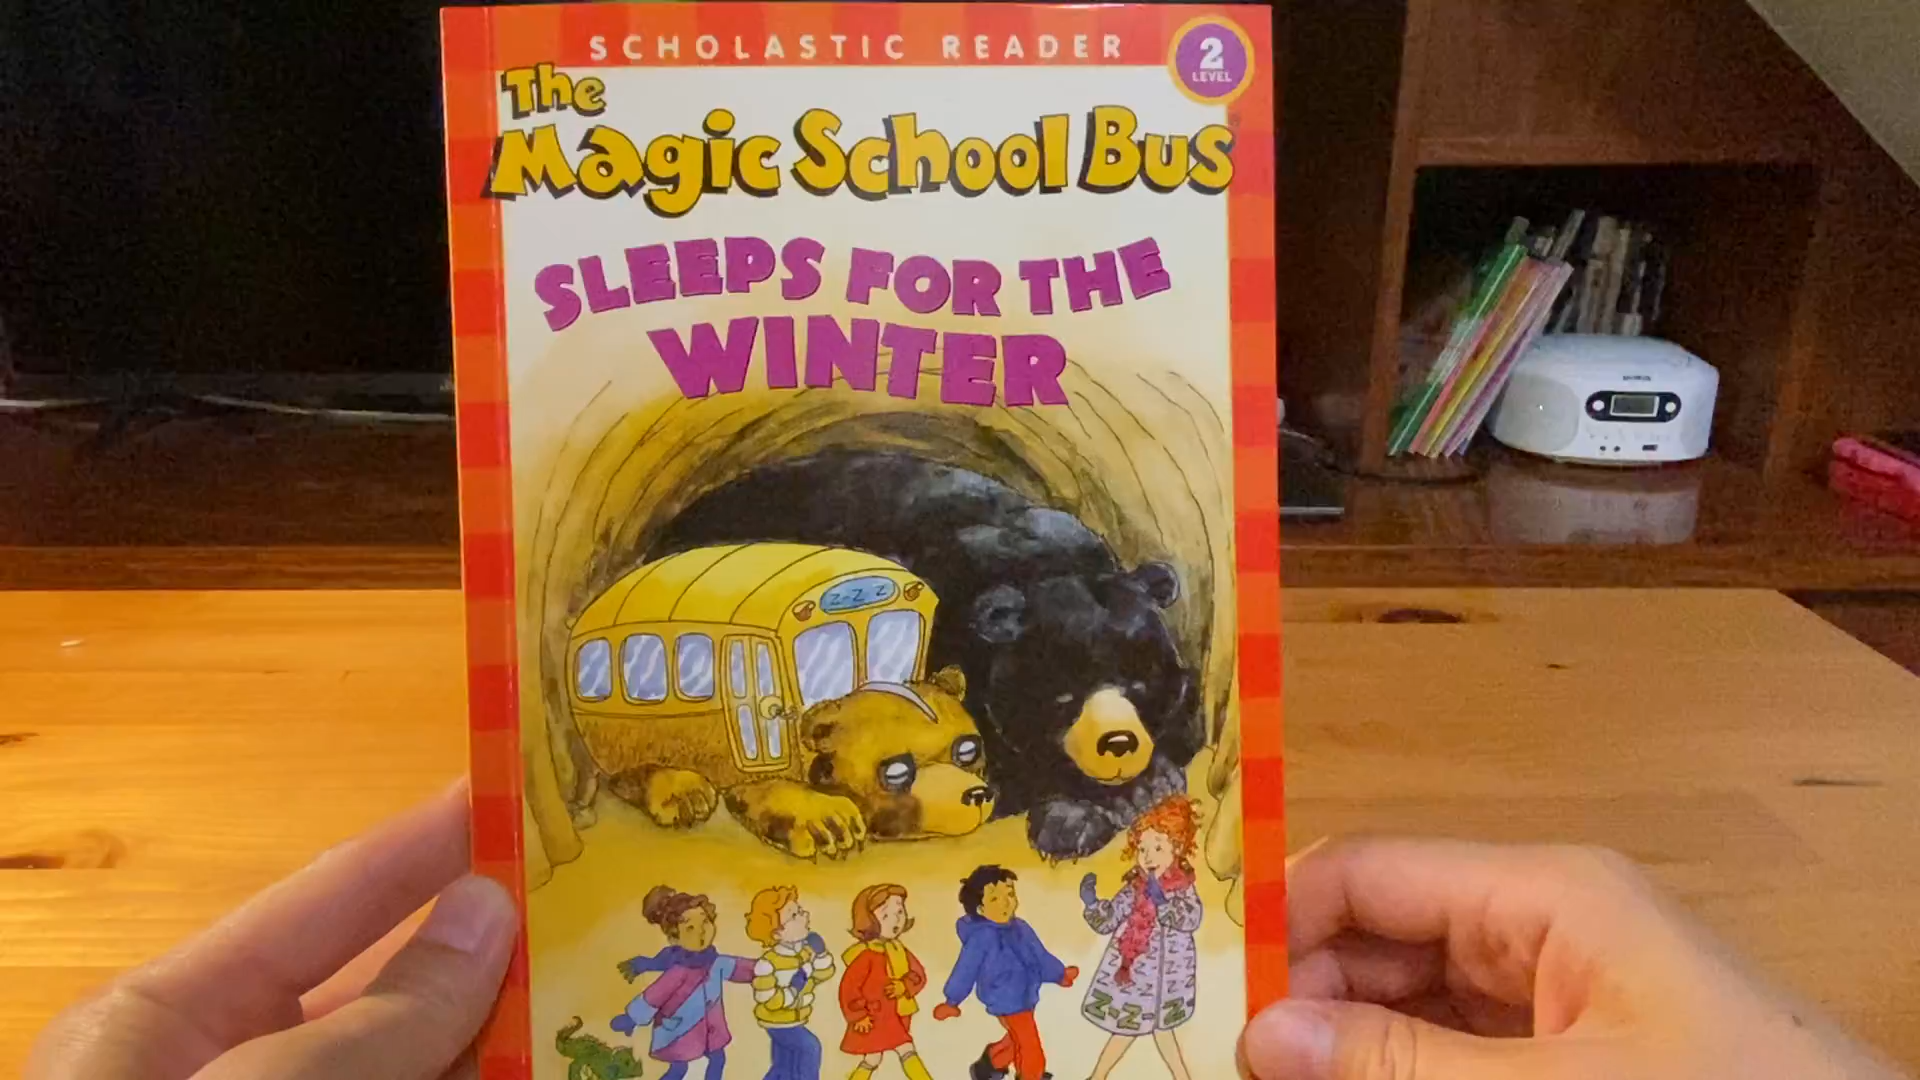 SCHOLASTIC READER
2
LEVEL
The
Magic School Bus
SLEEPS FOR THE
WINTER
Z-Z Z
Z-Z-Z